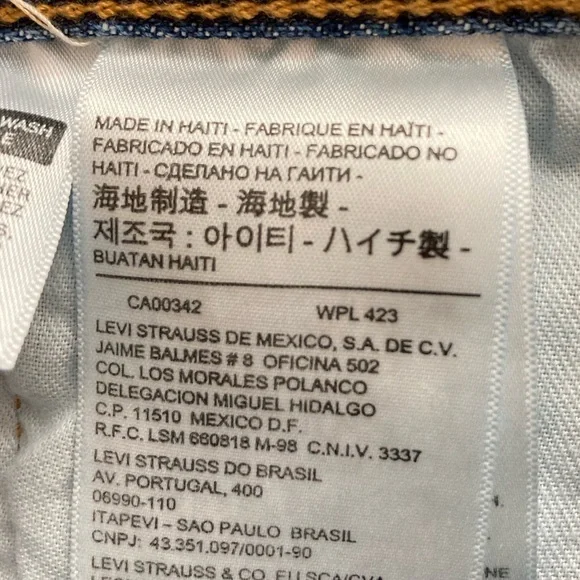 WASH
MADE IN HAITI - FABRIQUE EN HAÏTI -
FABRICADO EN HAITI - FABRICADO NO
HAITI - СДЕЛАНО НА ГАИТИ -
海地制造 - 海地製 -
제조국 : 아이티 - ハイチ製 -
BUATAN HAITI
CA00342 WPL 423
LEVI STRAUSS DE MEXICO, S.A. DE C.V.
JAIME BALMES # 8 OFICINA 502
COL. LOS MORALES POLANCO
DELEGACION MIGUEL HIDALGO
C.P. 11510 MEXICO D.F.
R.F.C. LSM 660818 M-98 C.N.I.V. 3337
LEVI STRAUSS DO BRASIL
AV. PORTUGAL, 400
06990-110
ITAPEVI – SAO PAULO BRASIL
CNPJ: 43.351.097/0001-90
LEVI STRAUSS & CO. EU SCA/CVA